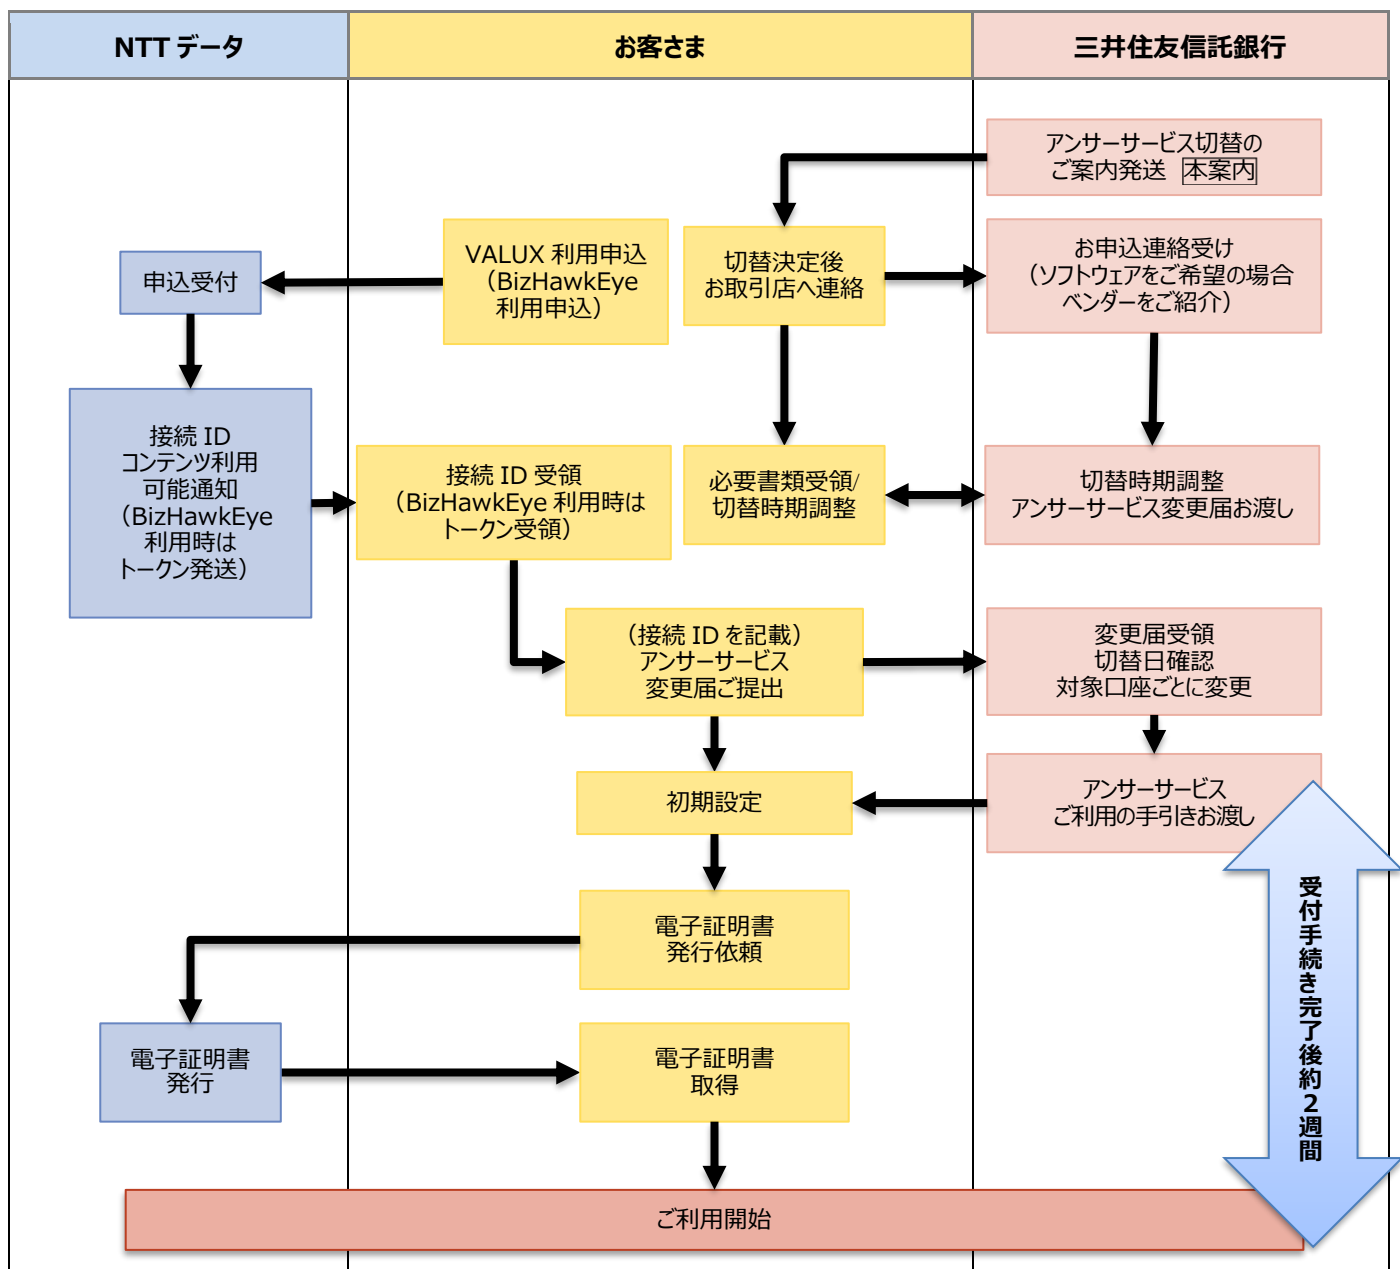 NTT データ
お客さま
三井住友信託銀行
アンサーサービス切替の
ご案内発送 本案内
VALUX 利用申込
（BizHawkEye
利用申込）
切替決定後
お取引店へ連絡
お申込連絡受け
（ソフトウェアをご希望の場合
ベンダーをご紹介）
申込受付
接続 ID
コンテンツ利用
可能通知
（BizHawkEye
利用時は
トークン発送）
接続 ID 受領
（BizHawkEye 利用時は
トークン受領）
必要書類受領/
切替時期調整
切替時期調整
アンサーサービス変更届お渡し
（接続 ID を記載）
アンサーサービス
変更届ご提出
変更届受領
切替日確認
対象口座ごとに変更
初期設定
アンサーサービス
ご利用の手引きお渡し
電子証明書
発行依頼
電子証明書
発行
電子証明書
取得
受付手続き完了後約２週間
ご利用開始